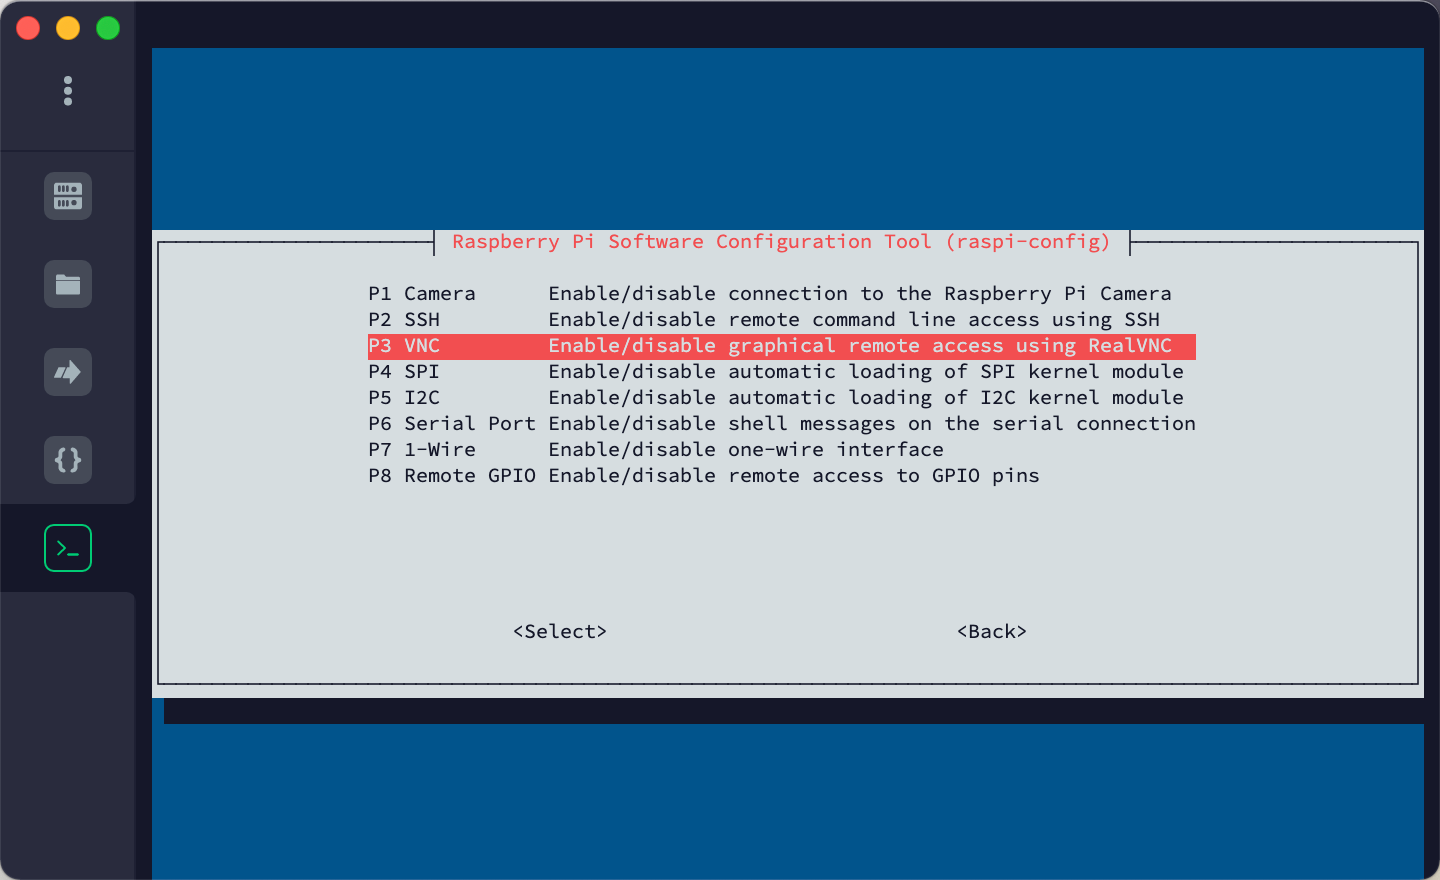 Raspberry Pi Software Configuration Tool (raspi-config)
P1 Camera Enable/disable connection to the Raspberry Pi Camera
P2 SSH Enable/disable remote command line access using SSH
P3 VNC Enable/disable graphical remote access using RealVNC
P4 SPI Enable/disable automatic loading of SPI kernel module
P5 I2C Enable/disable automatic loading of I2C kernel module
P6 Serial Port Enable/disable shell messages on the serial connection
P7 1-Wire Enable/disable one-wire interface
P8 Remote GPIO Enable/disable remote access to GPIO pins
<Select> <Back>